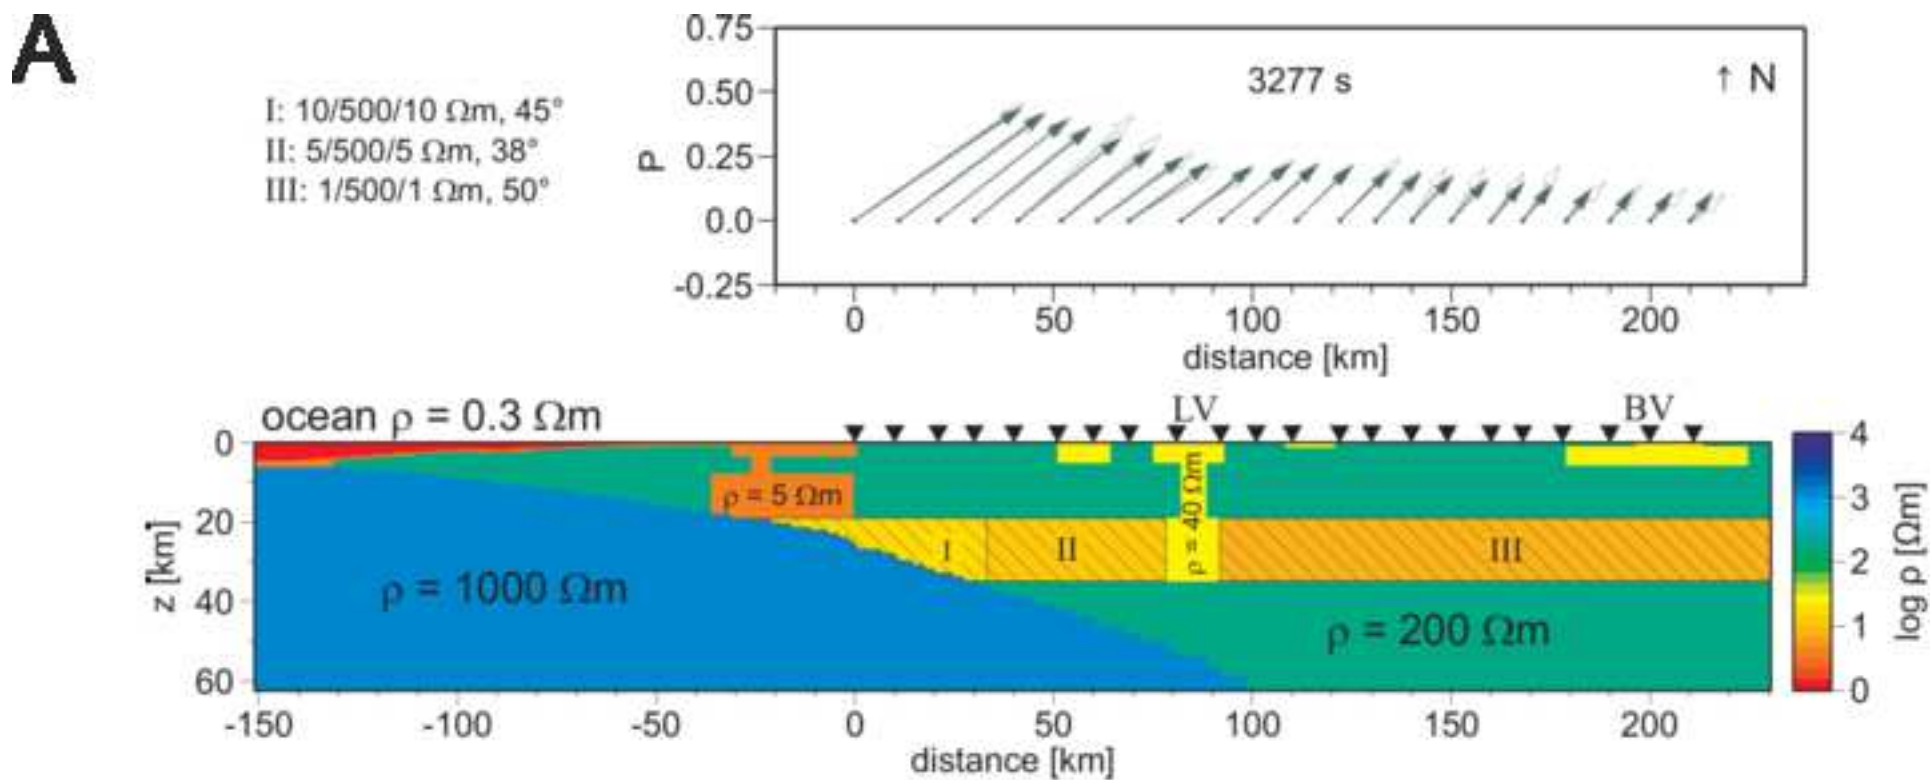 A
I: 10/500/10 Ωm, 45°
II: 5/500/5 Ωm, 38°
III: 1/500/1 Ωm, 50°
3277 s
↑ N
P
0.75
0.50
0.25
0.0
-0.25
0 50 100 150 200
distance [km]
ocean ρ = 0.3 Ωm
LV
BV
z [km]
0
20
40
60
ρ = 5 Ωm
ρ = 40 Ωm
I
II
III
ρ = 1000 Ωm
ρ = 200 Ωm
-150 -100 -50 0 50 100 150 200
distance [km]
4
3
2
1
0
log ρ [Ωm]